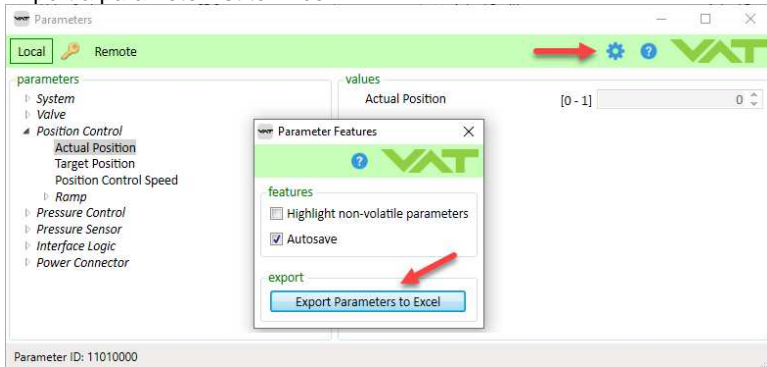 Parameters
Local Remote VAT
parameters
System
Valve
Position Control
Actual Position
Target Position
Position Control Speed
Ramp
Pressure Control
Pressure Sensor
Interface Logic
Power Connector
values
Actual Position [0 - 1] 0
Parameter Features
VAT
features
Highlight non-volatile parameters
Autosave
export
Export Parameters to Excel
Parameter ID: 11010000